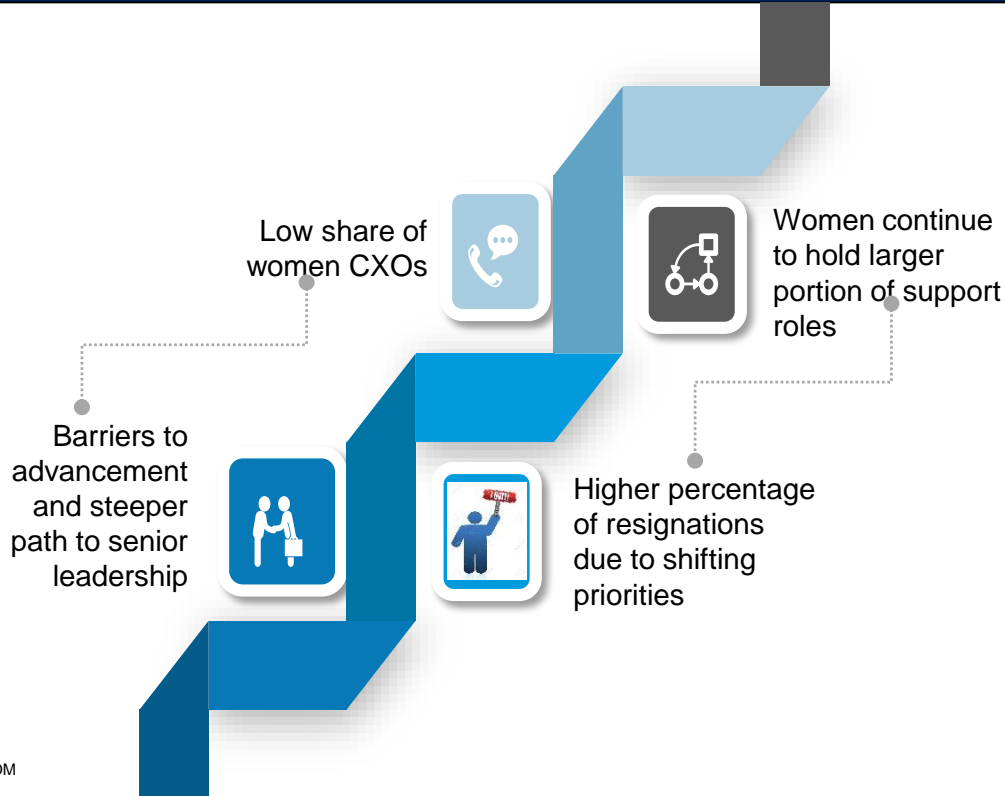 Low share of
women CXOs
Women continue
to hold larger
portion of support
roles
Barriers to
advancement
and steeper
path to senior
leadership
Higher percentage
of resignations
due to shifting
priorities